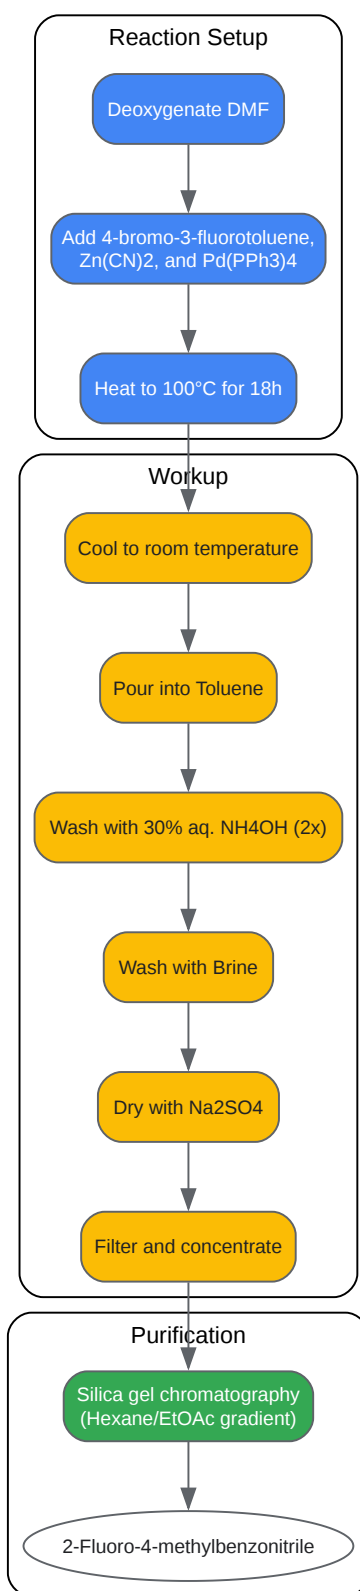 Reaction Setup
Deoxygenate DMF
Add 4-bromo-3-fluorotoluene,
Zn(CN)2, and Pd(PPh3)4
Heat to 100°C for 18h
Workup
Cool to room temperature
Pour into Toluene
Wash with 30% aq. NH4OH (2x)
Wash with Brine
Dry with Na2SO4
Filter and concentrate
Purification
Silica gel chromatography
(Hexane/EtOAc gradient)
2-Fluoro-4-methylbenzonitrile